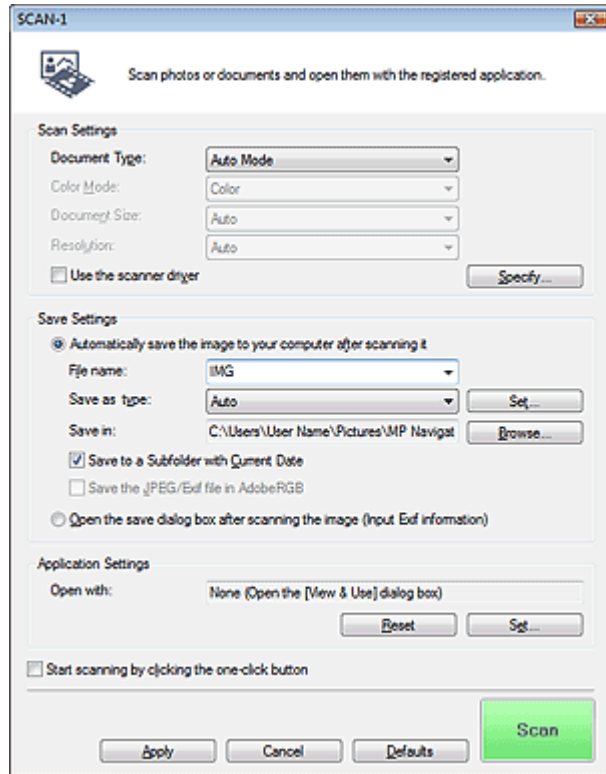 SCAN-1
Scan photos or documents and open them with the registered application.
Scan Settings
Document Type: Auto Mode
Color Mode: Color
Document Size: Auto
Resolution: Auto
Use the scanner driver Specify...
Save Settings
Automatically save the image to your computer after scanning it
File name: IMG
Save as type: Auto Set...
Save in: C:\Users\User Name\Pictures\MP Navigat Browse...
Save to a Subfolder with Current Date
Save the JPEG/Exif file in AdobeRGB
Open the save dialog box after scanning the image (Input Exif information)
Application Settings
Open with: None (Open the [View & Use] dialog box)
Reset Set...
Start scanning by clicking the one-click button
Scan
Apply Cancel Defaults